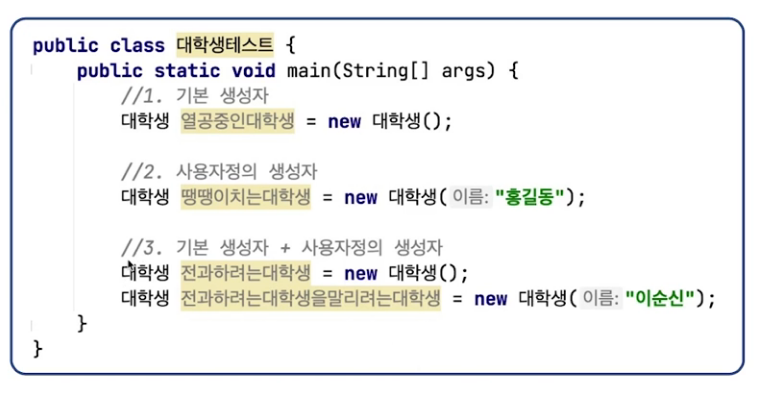 public class 대학생테스트 {
public static void main(String[] args) {
//1. 기본 생성자
대학생 열공중인대학생 = new 대학생();
//2. 사용자정의 생성자
대학생 땡땡이치는대학생 = new 대학생( 이름: "홍길동");
//3. 기본 생성자 + 사용자정의 생성자
대학생 전과하려는대학생 = new 대학생();
대학생 전과하려는대학생을말리려는대학생 = new 대학생( 이름: "이순신");
}
}